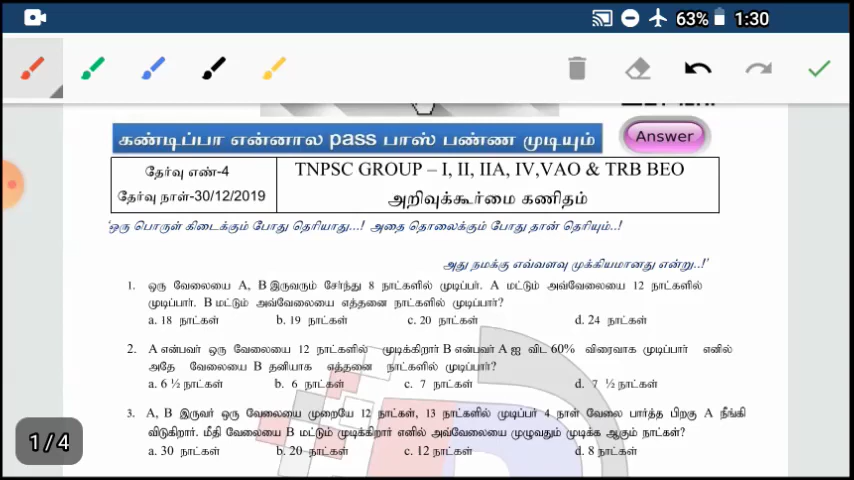 63% 1:30
கண்டிப்பா என்னால pass பாஸ் பண்ண முடியும்
Answer
தேர்வு எண்-4
தேர்வு நாள்-30/12/2019
TNPSC GROUP – I, II, IIA, IV,VAO & TRB BEO
அறிவுக்கூர்மை கணிதம்
'ஒரு பொருள் கிடைக்கும் போது தெரியாது...! அதை தொலைக்கும் போது தான் தெரியும்..!
அது நமக்கு எவ்வளவு முக்கியமானது என்று..!'
1. ஒரு வேலையை A, B இருவரும் சேர்ந்து 8 நாட்களில் முடிப்பர். A மட்டும் அவ்வேலையை 12 நாட்களில்
முடிப்பார். B மட்டும் அவ்வேலையை எத்தனை நாட்களில் முடிப்பார்?
a. 18 நாட்கள் b. 19 நாட்கள் c. 20 நாட்கள் d. 24 நாட்கள்
2. A என்பவர் ஒரு வேலையை 12 நாட்களில் முடிக்கிறார் B என்பவர் A ஐ விட 60% விரைவாக முடிப்பார் எனில்
அதே வேலையை B தனியாக எத்தனை நாட்களில் முடிப்பார்?
a. 6 ½ நாட்கள் b. 6 நாட்கள் c. 7 நாட்கள் d. 7 ½ நாட்கள்
3. A, B இருவர் ஒரு வேலையை முறையே 12 நாட்கள், 13 நாட்களில் முடிப்பர் 4 நாள் வேலை பார்த்த பிறகு A நீங்கி
விடுகிறார். மீதி வேலையை B மட்டும் முடிக்கிறார் எனில் அவ்வேலையை முழுவதும் முடிக்க ஆகும் நாட்கள்?
a. 30 நாட்கள் b. 20 நாட்கள் c. 12 நாட்கள் d. 8 நாட்கள்
1 / 4